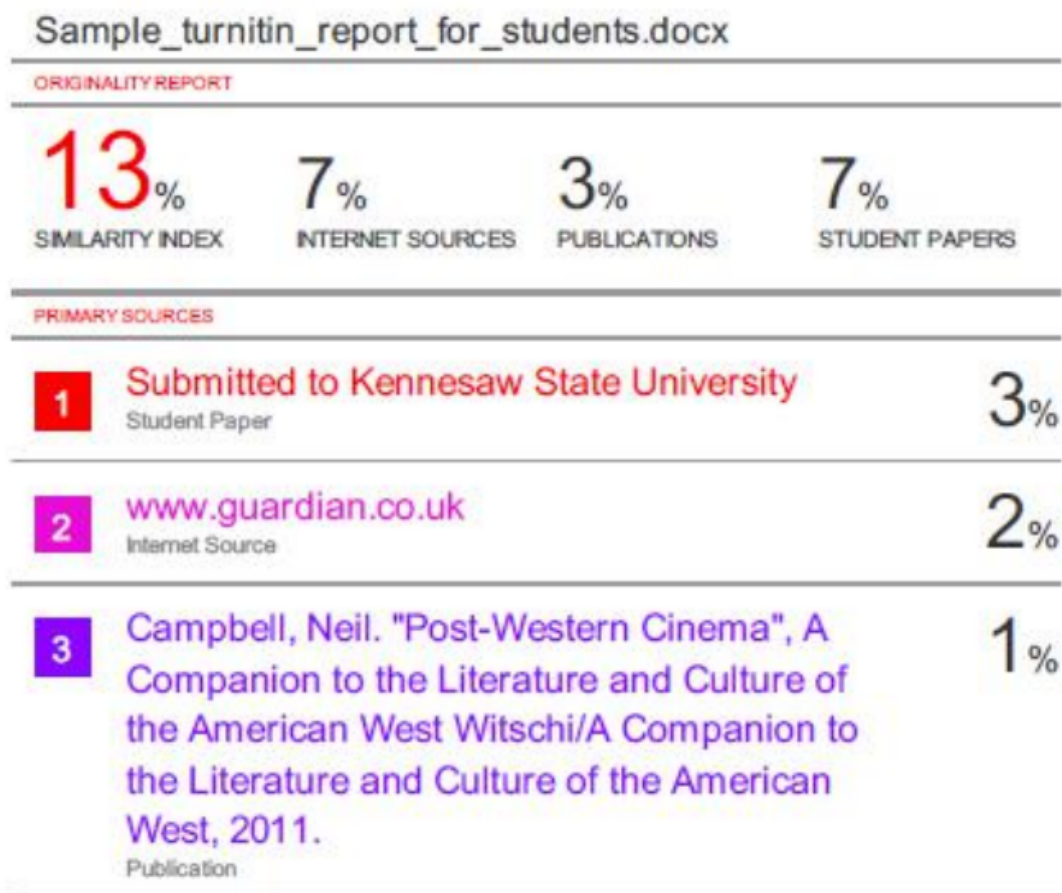 Sample_turnitin_report_for_students.docx
ORIGINALITY REPORT
13% 7% 3% 7%
SIMILARITY INDEX INTERNET SOURCES PUBLICATIONS STUDENT PAPERS
PRIMARY SOURCES
1 Submitted to Kennesaw State University 3%
Student Paper
2 www.guardian.co.uk 2%
Internet Source
3 Campbell, Neil. "Post-Western Cinema", A 1%
Companion to the Literature and Culture of
the American West Witschi/A Companion to
the Literature and Culture of the American
West, 2011.
Publication